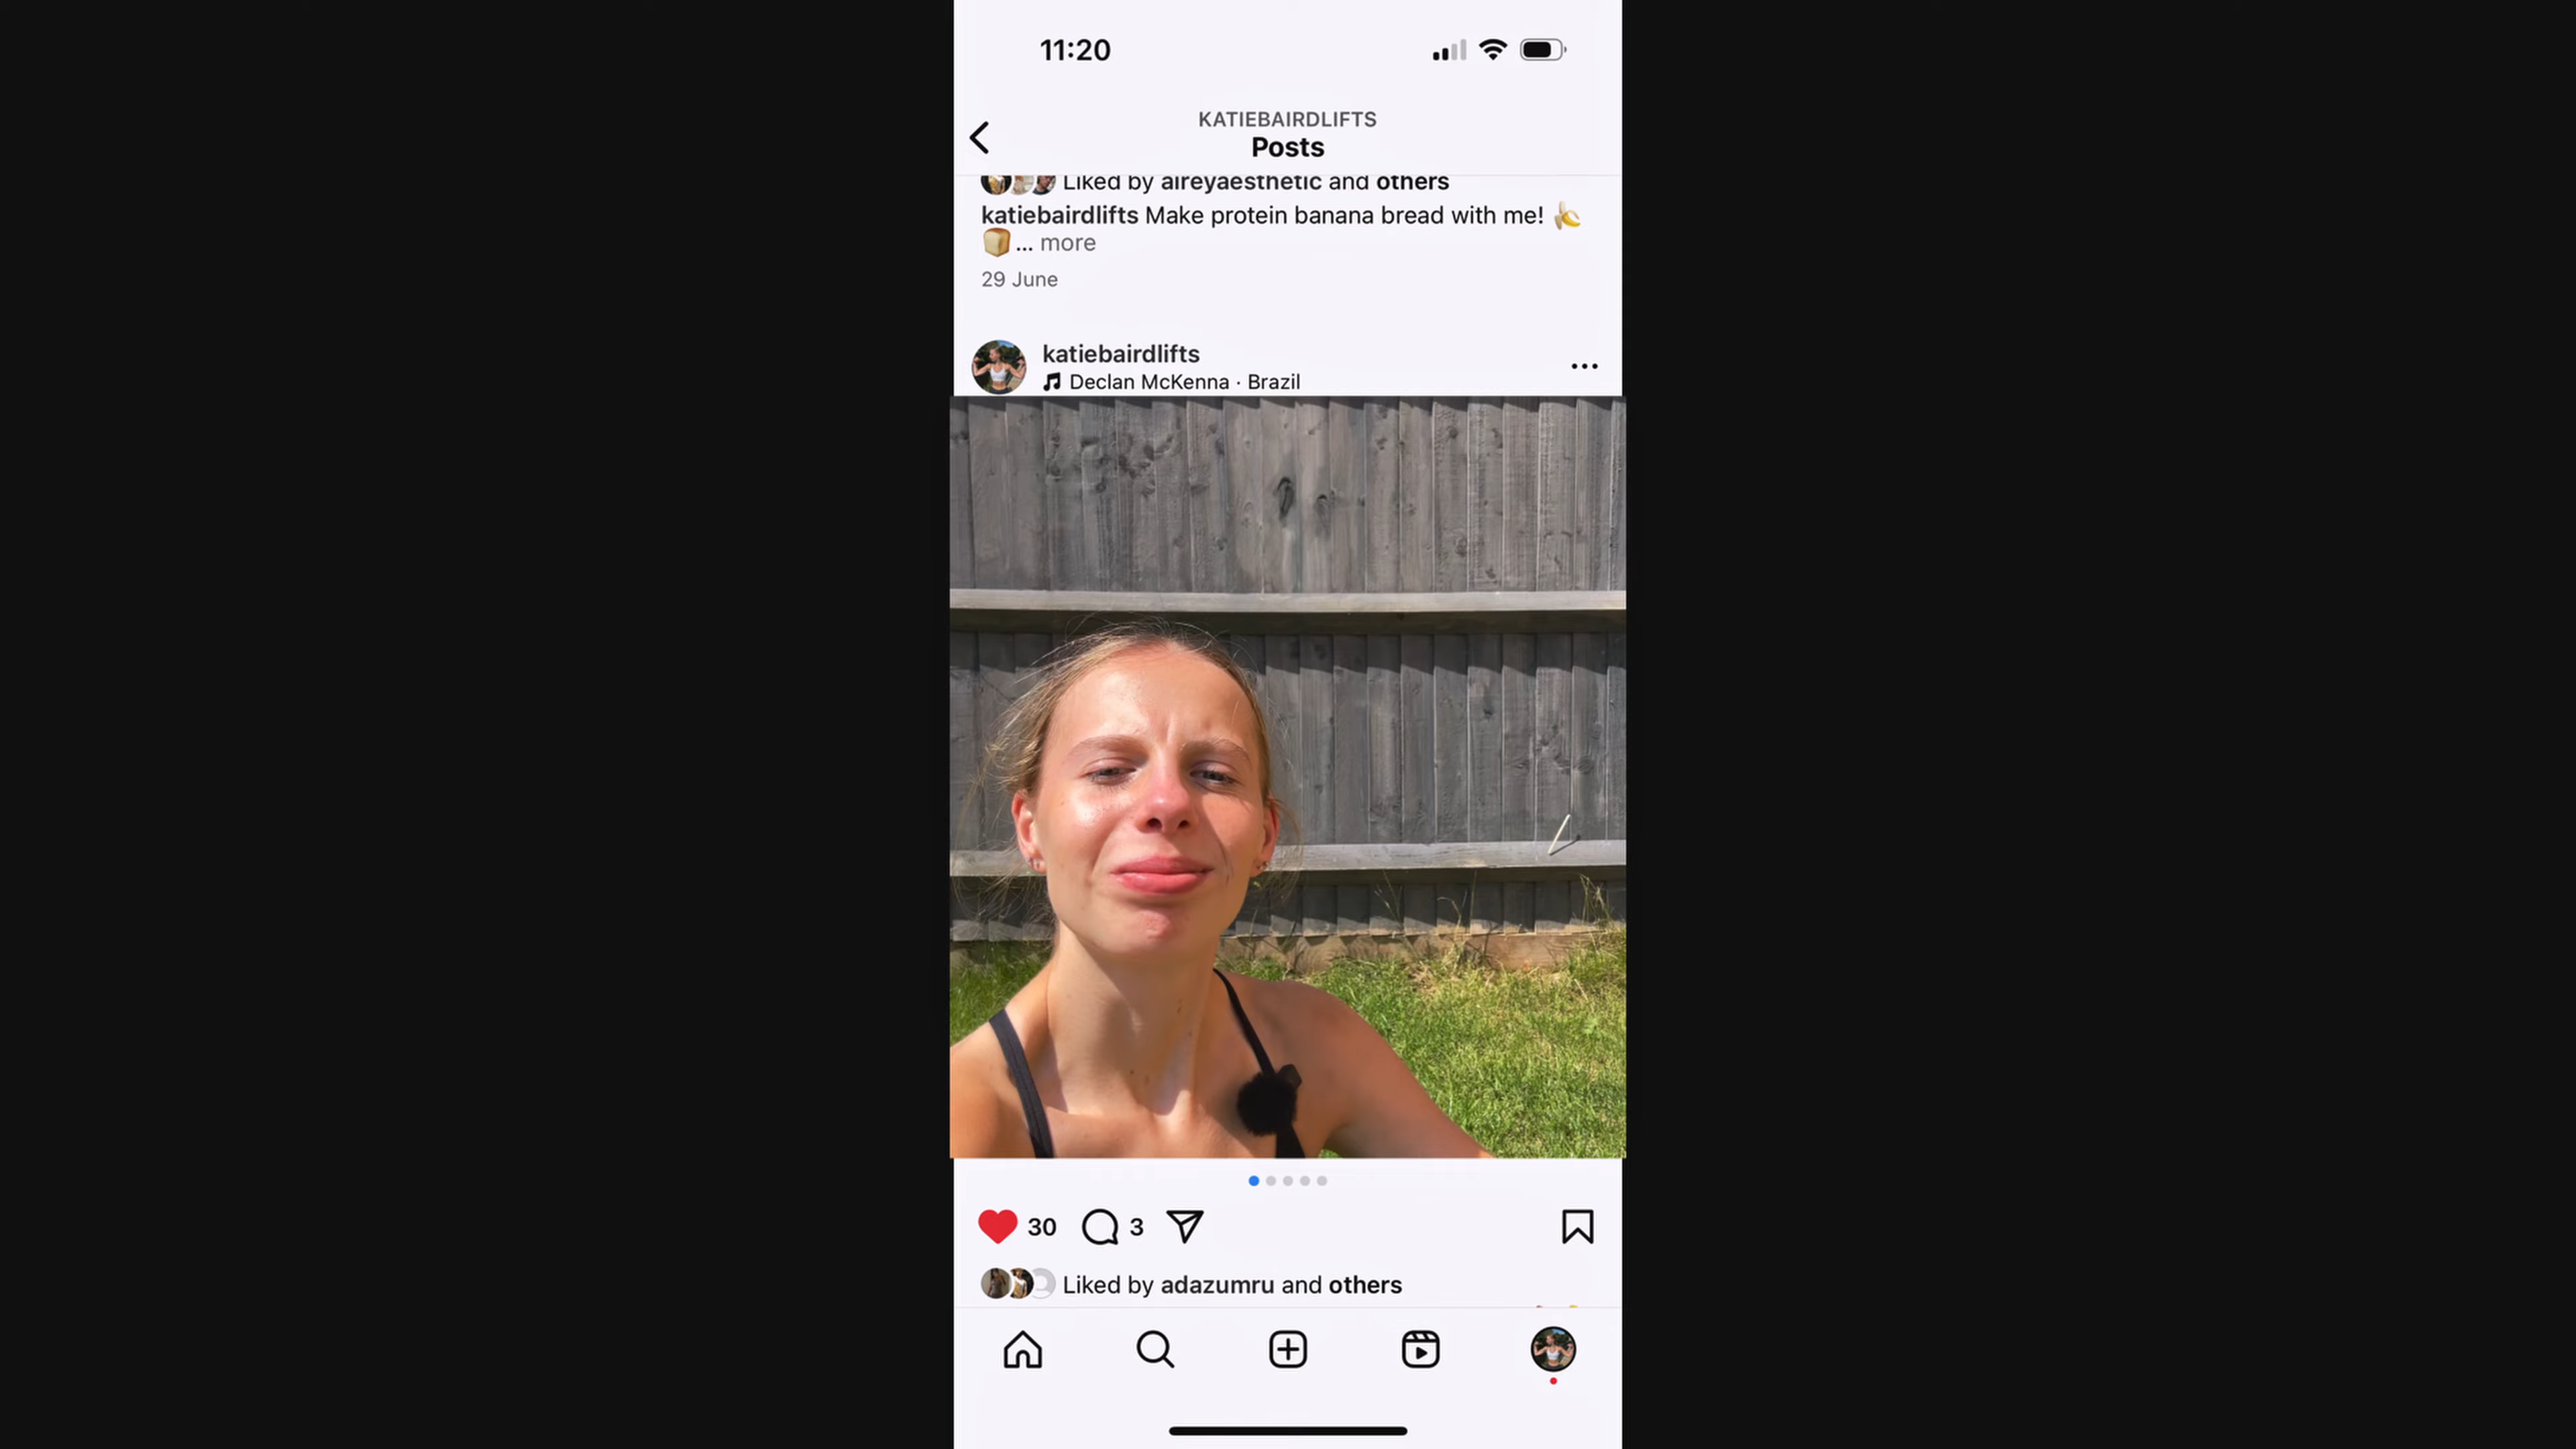 11:20
KATIEBAIRDLIFTS
Posts
Liked by aireyaesthetic and others
katiebairdlifts Make protein banana bread with me! 🍌
🍞... more
29 June
katiebairdlifts
Declan McKenna · Brazil
30 3
Liked by adazumru and others